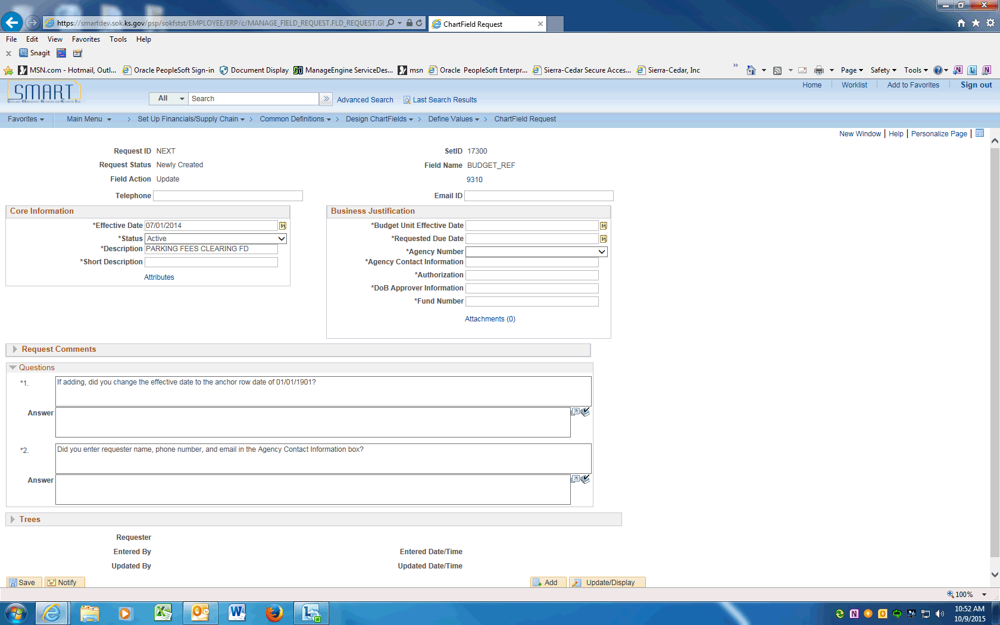 https://smartdev.sok.ks.gov/psp/sokfstst/EMPLOYEE/ERP/c/MANAGE_FIELD_REQUEST.FLD_REQUEST.GI
ChartField Request
File Edit View Favorites Tools Help
x Snagit
MSN.com - Hotmail, Outl... Oracle PeopleSoft Sign-in Document Display ManageEngine ServiceDes... msn Oracle PeopleSoft Enterpr... Sierra-Cedar Secure Acces... Sierra-Cedar, Inc » Page Safety Tools
SMART
All Search » Advanced Search Last Search Results
Home Worklist Add to Favorites Sign out
Favorites Main Menu > Set Up Financials/Supply Chain > Common Definitions > Design ChartFields > Define Values > ChartField Request
New Window | Help | Personalize Page |
Request ID NEXT SetID 17300
Request Status Newly Created Field Name BUDGET_REF
Field Action Update 9310
Telephone Email ID
Core Information
*Effective Date 07/01/2014
*Status Active
*Description PARKING FEES CLEARING FD
*Short Description
Attributes
Business Justification
*Budget Unit Effective Date
*Requested Due Date
*Agency Number
*Agency Contact Information
*Authorization
*DoB Approver Information
*Fund Number
Attachments (0)
Request Comments
Questions
*1. If adding, did you change the effective date to the anchor row date of 01/01/1901?
Answer
*2. Did you enter requester name, phone number, and email in the Agency Contact Information box?
Answer
Trees
Requester
Entered By Entered Date/Time
Updated By Updated Date/Time
Save Notify Add Update/Display
100%
10:52 AM
10/9/2015